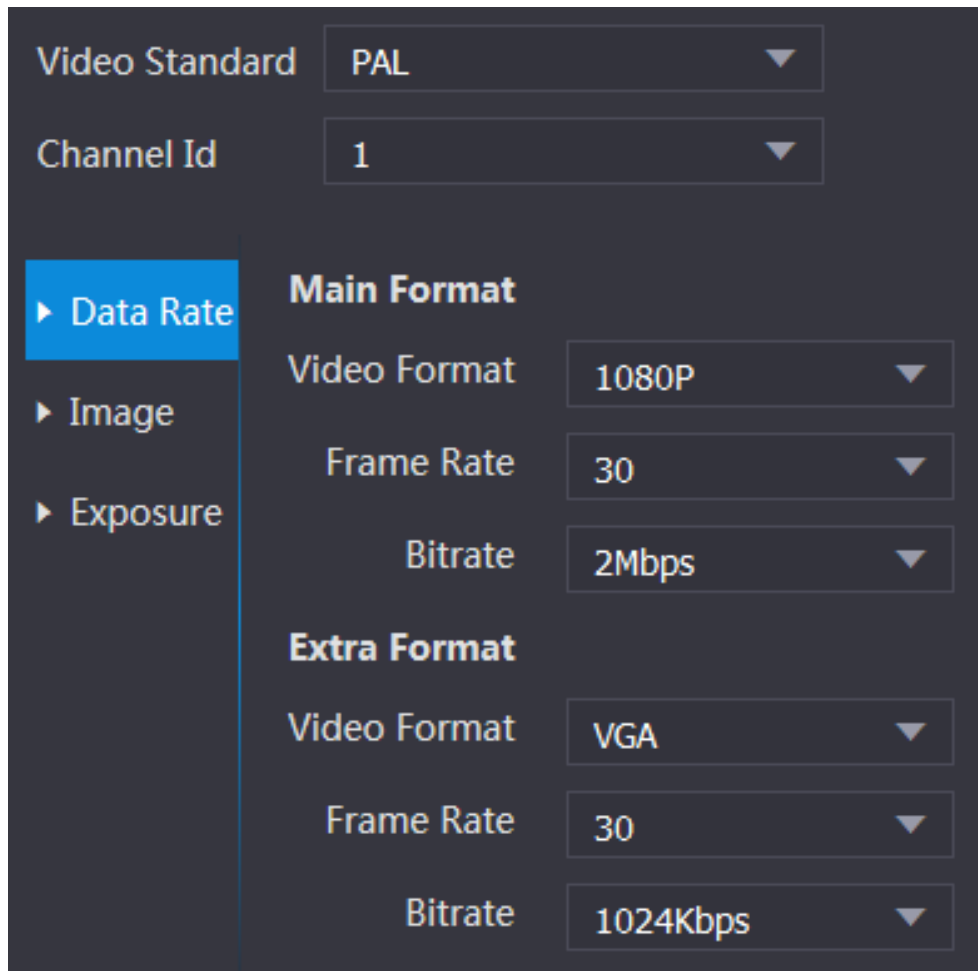 Video Standard PAL
Channel Id 1
Data Rate
Image
Exposure
Main Format
Video Format 1080P
Frame Rate 30
Bitrate 2Mbps
Extra Format
Video Format VGA
Frame Rate 30
Bitrate 1024Kbps